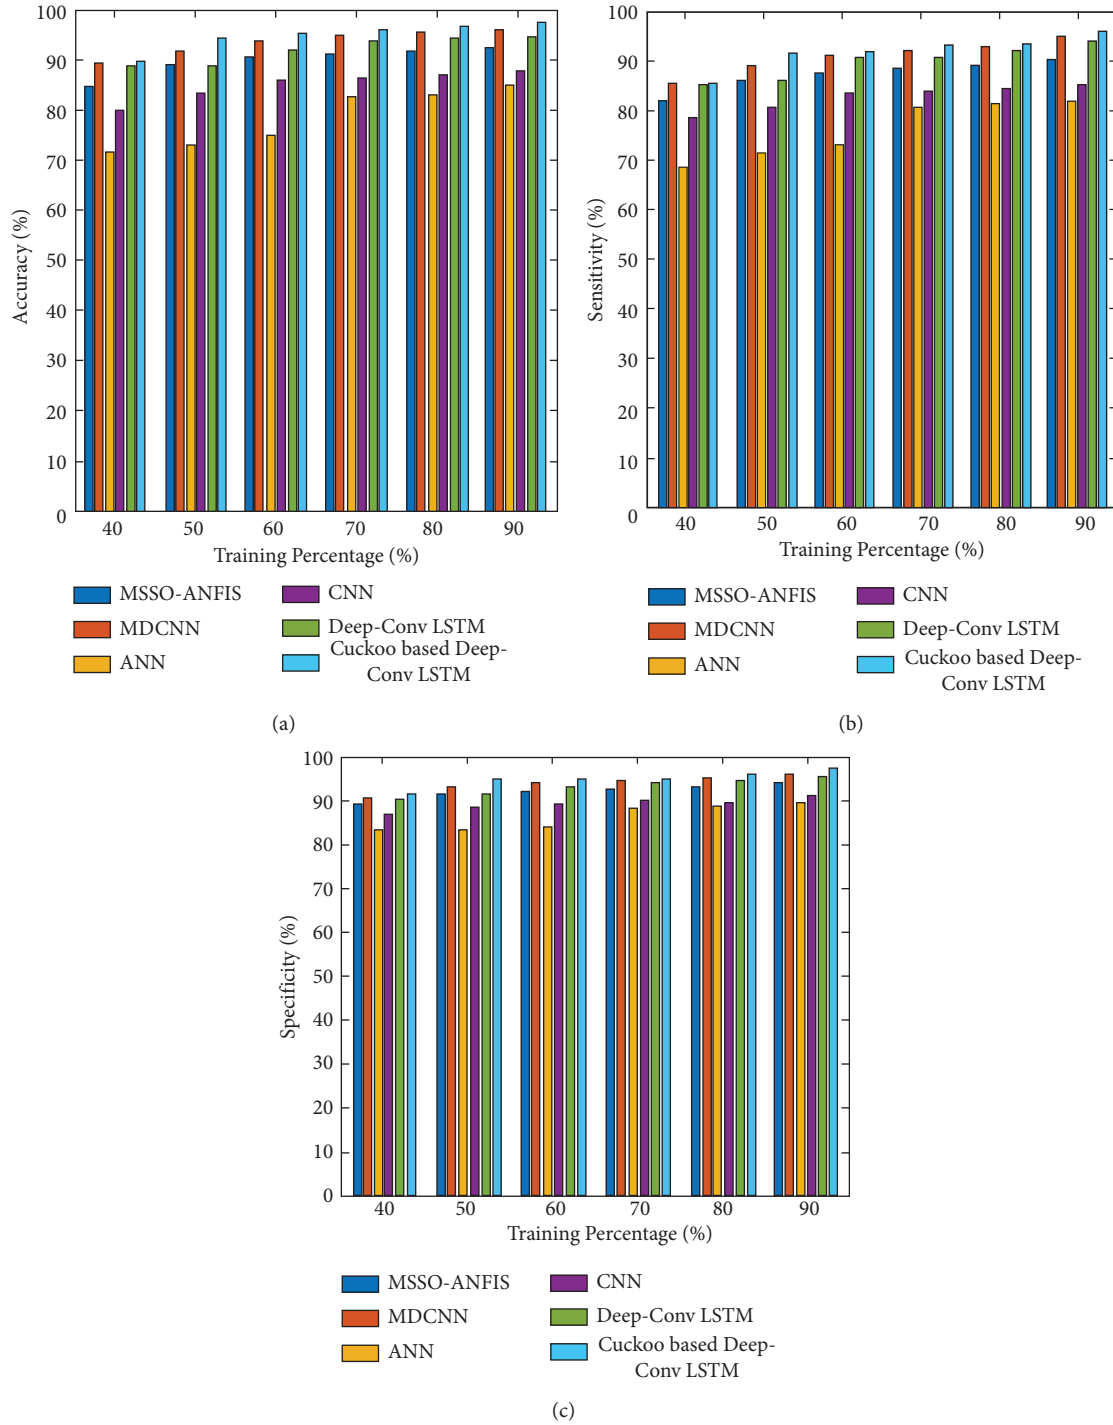 100
90
80
70
60
50
40
30
20
10
0
Accuracy (%)
40 50 60 70 80 90
Training Percentage (%)
MSSO-ANFIS
MDCNN
ANN
CNN
Deep-Conv LSTM
Cuckoo based Deep-
Conv LSTM
(a)
100
90
80
70
60
50
40
30
20
10
0
Sensitivity (%)
40 50 60 70 80 90
Training Percentage (%)
MSSO-ANFIS
MDCNN
ANN
CNN
Deep-Conv LSTM
Cuckoo based Deep-
Conv LSTM
(b)
100
90
80
70
60
50
40
30
20
10
0
Specificity (%)
40 50 60 70 80 90
Training Percentage (%)
MSSO-ANFIS
MDCNN
ANN
CNN
Deep-Conv LSTM
Cuckoo based Deep-
Conv LSTM
(c)